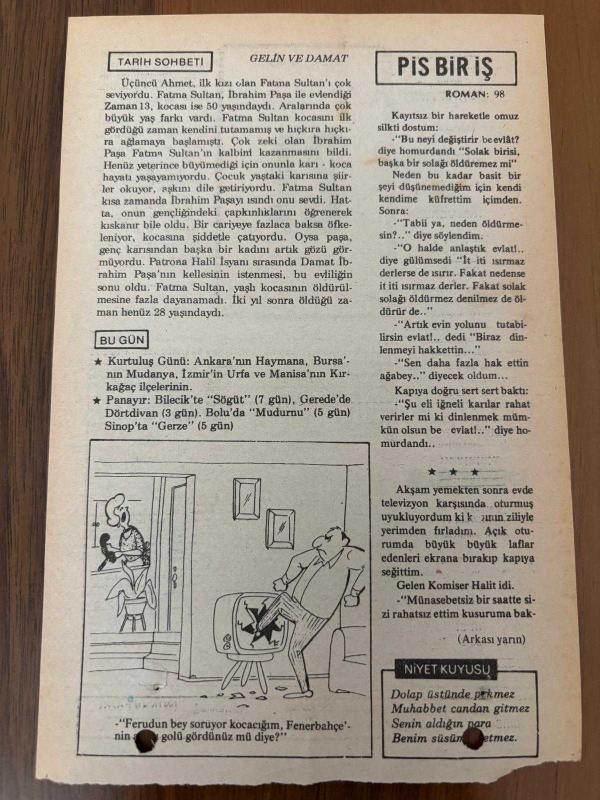 TARİH SOHBETİ
GELİN VE DAMAT
Üçüncü Ahmet, ilk kızı olan Fatma Sultan'ı çok
seviyordu. Fatma Sultan, İbrahim Paşa ile evlendiği
Zaman 13, kocası ise 50 yaşındaydı. Aralarında çok
büyük yaş farkı vardı. Fatma Sultan kocasını ilk
gördüğü zaman kendini tutamamış ve hıçkıra hıçkı-
ra ağlamaya başlamıştı. Çok zeki olan İbrahim
Paşa Fatma Sultan'ın kalbini kazanmasını bildi.
Henüz yeterince büyümediği için onunla karı - koca
hayatı yaşayamıyordu. Çocuk yaştaki karısına şiir-
ler okuyor, aşkını dile getiriyordu. Fatma Sultan
kısa zamanda İbrahim Paşayı ısındı onu sevdi. Hat-
ta, onun gençliğindeki çapkınlıklarını öğrenerek
kıskanır bile oldu. Bir cariyeye fazlaca baksa öfke-
leniyor, kocasına şiddetle çatıyordu. Oysa paşa,
genç karısından başka bir kadını artık gözü gör-
müyordu. Patrona Halil İsyanı sırasında Damat İb-
rahim Paşa'nın kellesinin istenmesi, bu evliliğin
sonu oldu. Fatma Sultan, yaşlı kocasının öldürül-
mesine fazla dayanamadı. İki yıl sonra öldüğü za-
man henüz 28 yaşındaydı.
BU GÜN
★ Kurtuluş Günü: Ankara'nın Haymana, Bursa'-
nın Mudanya, İzmir'in Urfa ve Manisa'nın Kır-
kağaç ilçelerinin.
★ Panayır: Bilecik'te "Sögüt" (7 gün), Gerede'de
Dörtdivan (3 gün). Bolu'da "Mudurnu" (5 gün)
Sinop'ta "Gerze" (5 gün)
-"Ferudun bey soruyor kocacığım, Fenerbahçe'-
nin golü gördünüz mü diye?"
PİS BİR İŞ
ROMAN: 98
Kayıtsız bir hareketle omuz
silkti dostum:
-"Bu neyi değiştirir be evlât?
diye homurdandı "Solak birisi,
başka bir solağı öldüremez mi"
Neden bu kadar basit bir
şeyi düşünemediğim için kendi
kendime küfrettim içimden.
Sonra:
-"Tabii ya, neden öldürme-
sin?.." diye söylendim.
-"O halde anlaştık evlat!..
diye gülümsedi "İt iti ısırmaz
derlerse de ısırır. Fakat nedense
it iti ısırmaz derler. Fakat solak
solağı öldürmez denilmez de öl-
dürür de.."
-"Artık evin yolunu tutabi-
lirsin evlat!.. dedi "Biraz din-
lenmeyi hakkettin..."
-"Sen daha fazla hak ettin
ağabey.." diyecek oldum...
Kapıya doğru sert sert baktı:
-"Şu eli iğneli karılar rahat
verirler mi ki dinlenmek müm-
kün olsun be evlat!.." diye ho-
murdandı..
★ ★ ★
Akşam yemekten sonra evde
televizyon karşısında oturmuş
uyukluyordum ki ziliyle
yerimden fırladım. Açık otu-
rumda büyük büyük laflar
edenleri ekrana bırakıp kapıya
seğittim.
Gelen Komiser Halit idi.
-"Münasebetsiz bir saatte si-
zi rahatsız ettim kusuruma bak-
(Arkası yarın)
NİYET KUYUSU
Dolap üstünde pekmez
Muhabbet candan gitmez
Senin aldığın para
Benim süsüm etmez.